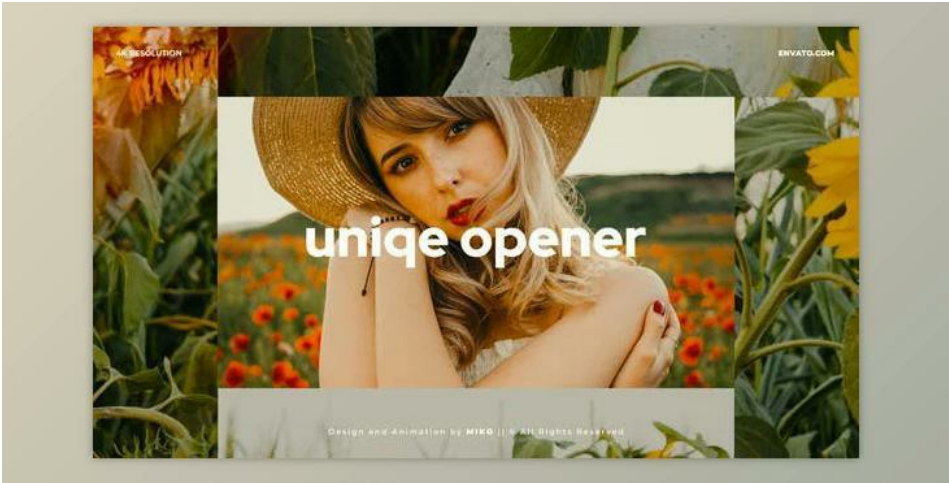 4K RESOLUTION
ENVATO.COM
uniqe opener
Design and Animation by MIKO || © All Rights Reserved